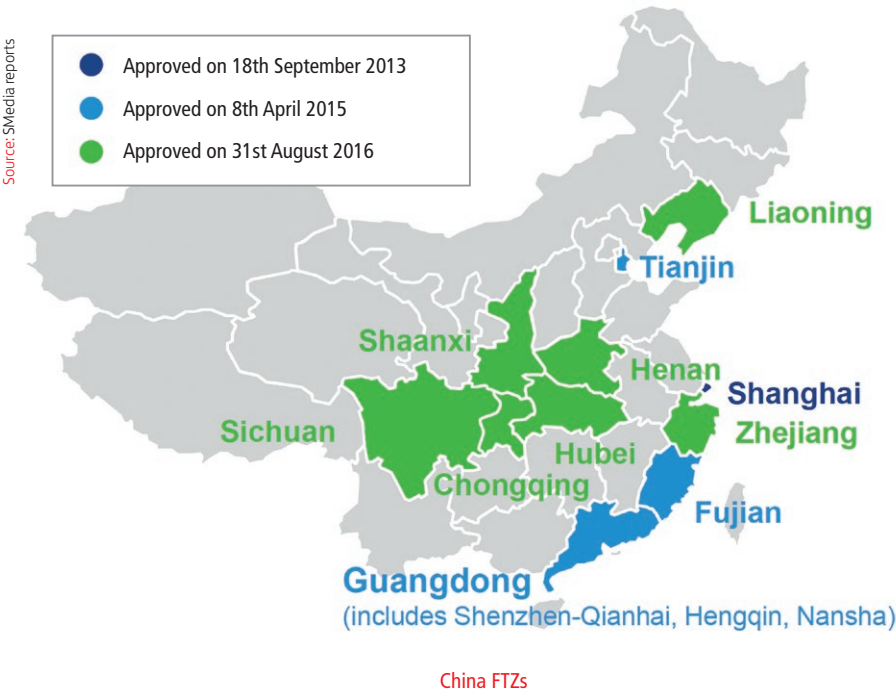 Source: SMedia reports
Approved on 18th September 2013
Approved on 8th April 2015
Approved on 31st August 2016
Liaoning
Tianjin
Shaanxi
Henan
Shanghai
Sichuan
Zhejiang
Hubei
Chongqing
Fujian
Guangdong
(includes Shenzhen-Qianhai, Hengqin, Nansha)
China FTZs